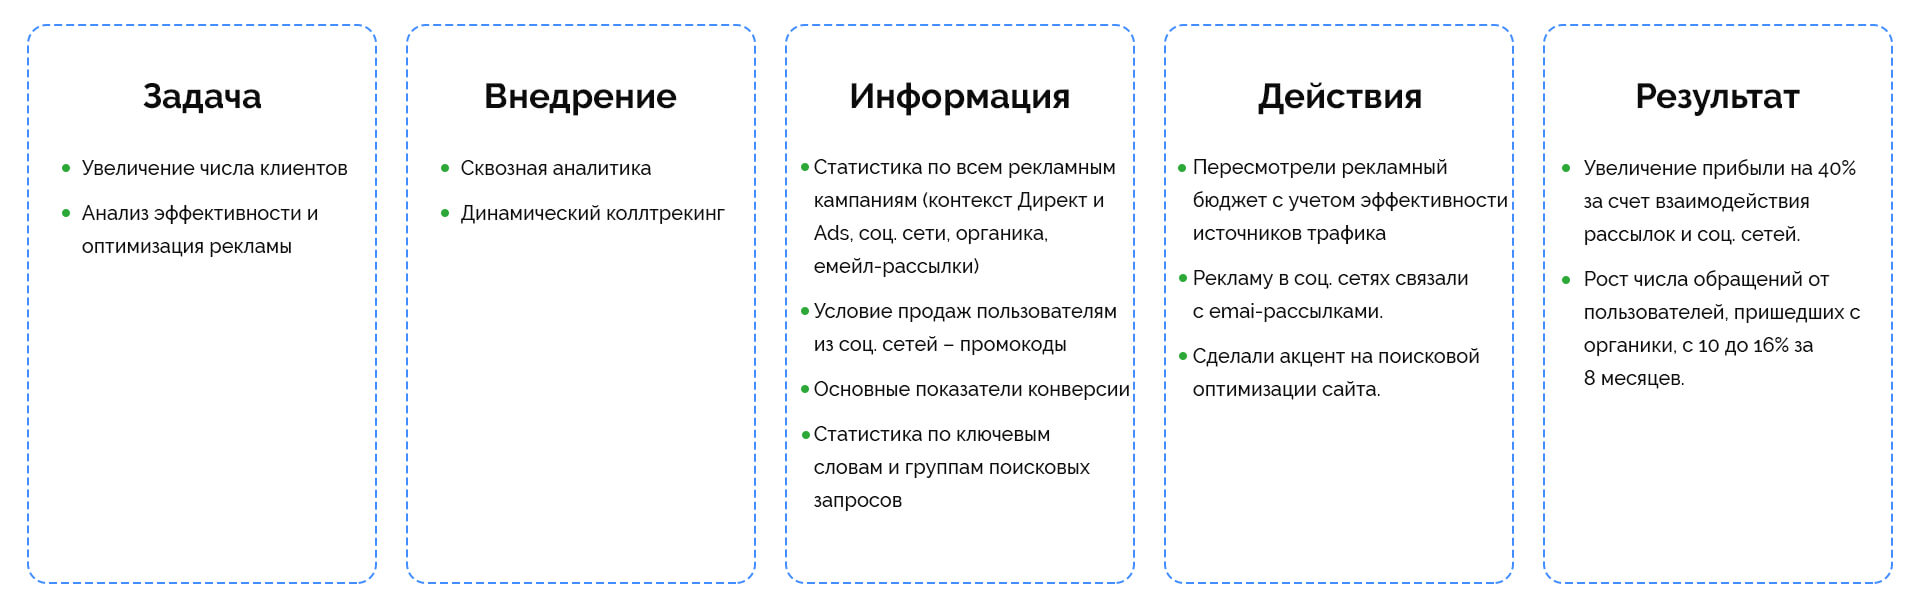 Задача
Увеличение числа клиентов
Анализ эффективности и
оптимизация рекламы
Внедрение
Сквозная аналитика
Динамический коллтрекинг
Информация
Статистика по всем рекламным
кампаниям (контекст Директ и
Ads, соц. сети, органика,
емейл-рассылки)
Условие продаж пользователям
из соц. сетей – промокоды
Основные показатели конверсии
Статистика по ключевым
словам и группам поисковых
запросов
Действия
Пересмотрели рекламный
бюджет с учетом эффективности
источников трафика
Рекламу в соц. сетях связали
с emai-рассылками.
Сделали акцент на поисковой
оптимизации сайта.
Результат
Увеличение прибыли на 40%
за счет взаимодействия
рассылок и соц. сетей.
Рост числа обращений от
пользователей, пришедших с
органики, с 10 до 16% за
8 месяцев.